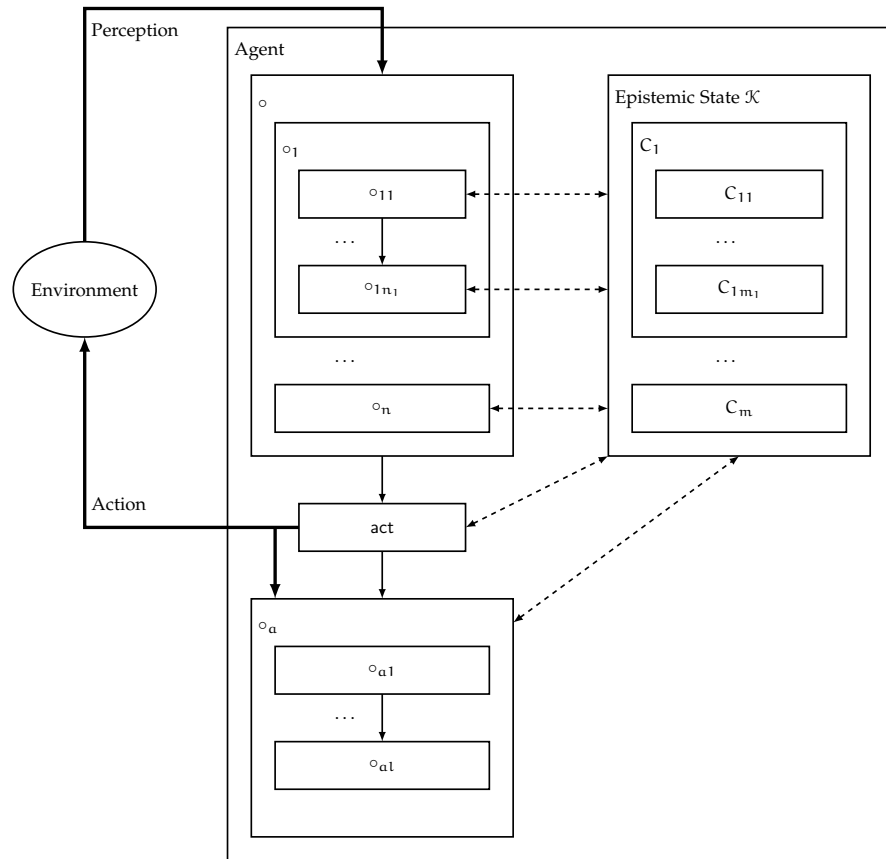 Perception
Agent
∘
Epistemic State 𝒦
∘₁
C₁
∘₁₁
C₁₁
...
...
Environment
∘₁ₙ₁
C₁ₘ₁
...
...
∘ₙ
Cₘ
Action
act
∘ₐ
∘ₐ₁
...
∘ₐₗ